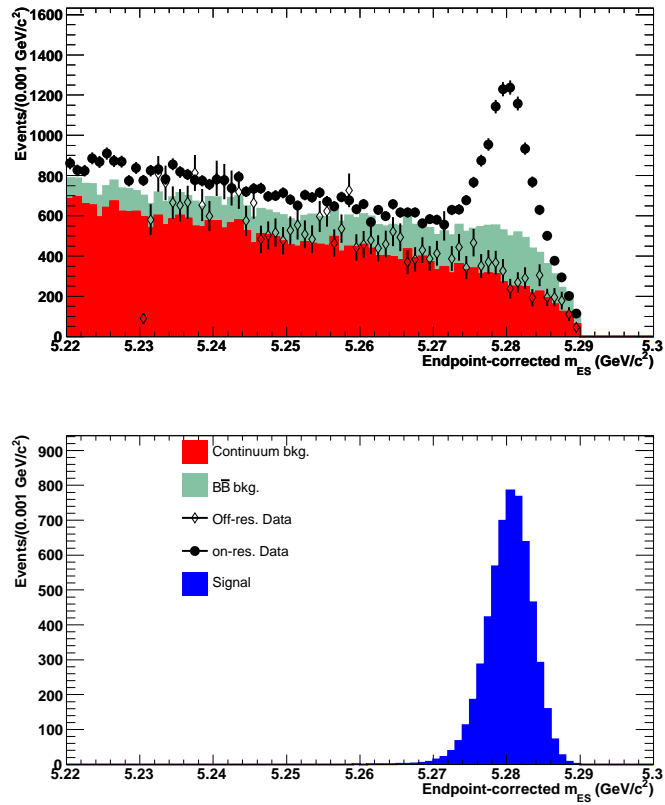 Events/(0.001 GeV/c²)
1600
1400
1200
1000
800
600
400
200
0
5.22 5.23 5.24 5.25 5.26 5.27 5.28 5.29 5.3
Endpoint-corrected m_ES (GeV/c²)
Events/(0.001 GeV/c²)
900
800
700
600
500
400
300
200
100
0
Continuum bkg.
BB̅ bkg.
Off-res. Data
on-res. Data
Signal
5.22 5.23 5.24 5.25 5.26 5.27 5.28 5.29 5.3
Endpoint-corrected m_ES (GeV/c²)